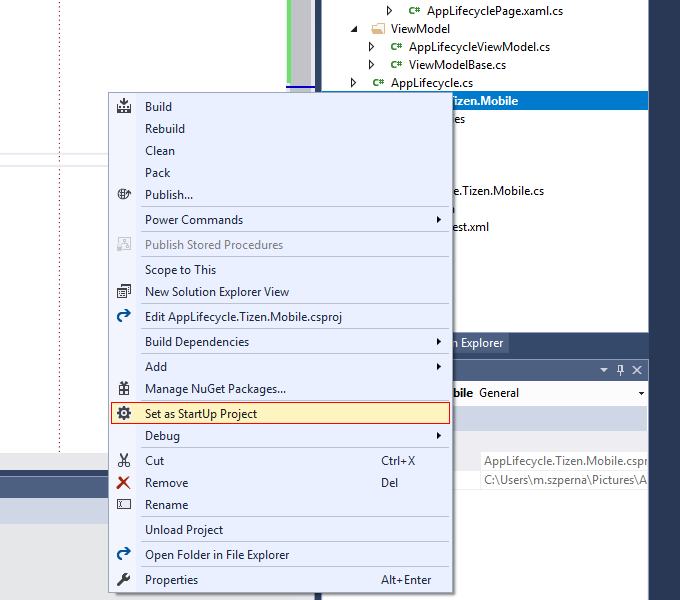 C# AppLifecyclePage.xaml.cs
ViewModel
C# AppLifecycleViewModel.cs
C# ViewModelBase.cs
C# AppLifecycle.cs
Tizen.Mobile
es
e.Tizen.Mobile.cs
est.xml
Build
Rebuild
Clean
Pack
Publish...
Power Commands
Publish Stored Procedures
Scope to This
New Solution Explorer View
Edit AppLifecycle.Tizen.Mobile.csproj
Build Dependencies
Add
Manage NuGet Packages...
Set as StartUp Project
Debug
Cut Ctrl+X
Remove Del
Rename
Unload Project
Open Folder in File Explorer
Properties Alt+Enter
n Explorer
bile General
AppLifecycle.Tizen.Mobile.cspr
C:\Users\m.szperna\Pictures\A